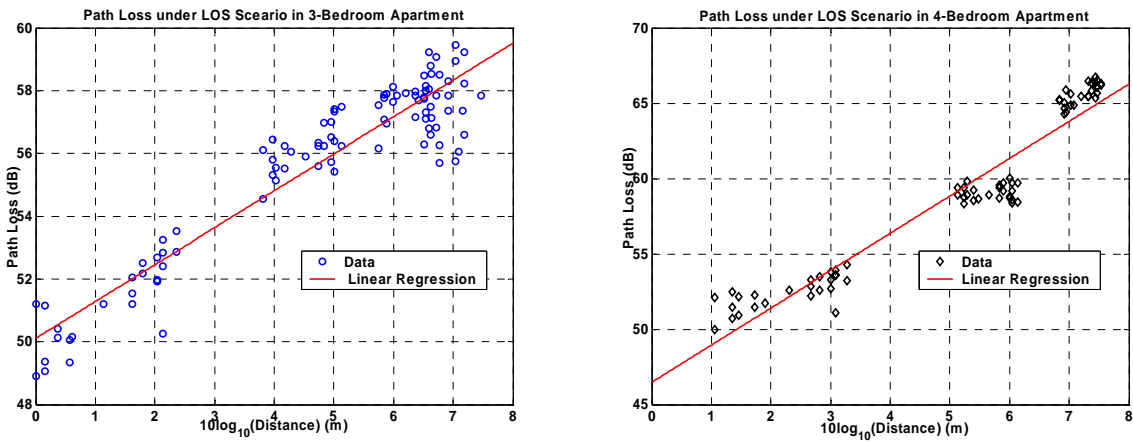 Path Loss under LOS Sceario in 3-Bedroom Apartment
60
58
56
54
52
50
48
Path Loss (dB)
0 1 2 3 4 5 6 7 8
10log10(Distance) (m)
Data
Linear Regression
Path Loss under LOS Scenario in 4-Bedroom Apartment
70
65
60
55
50
45
Path Loss (dB)
0 1 2 3 4 5 6 7 8
10log10(Distance) (m)
Data
Linear Regression